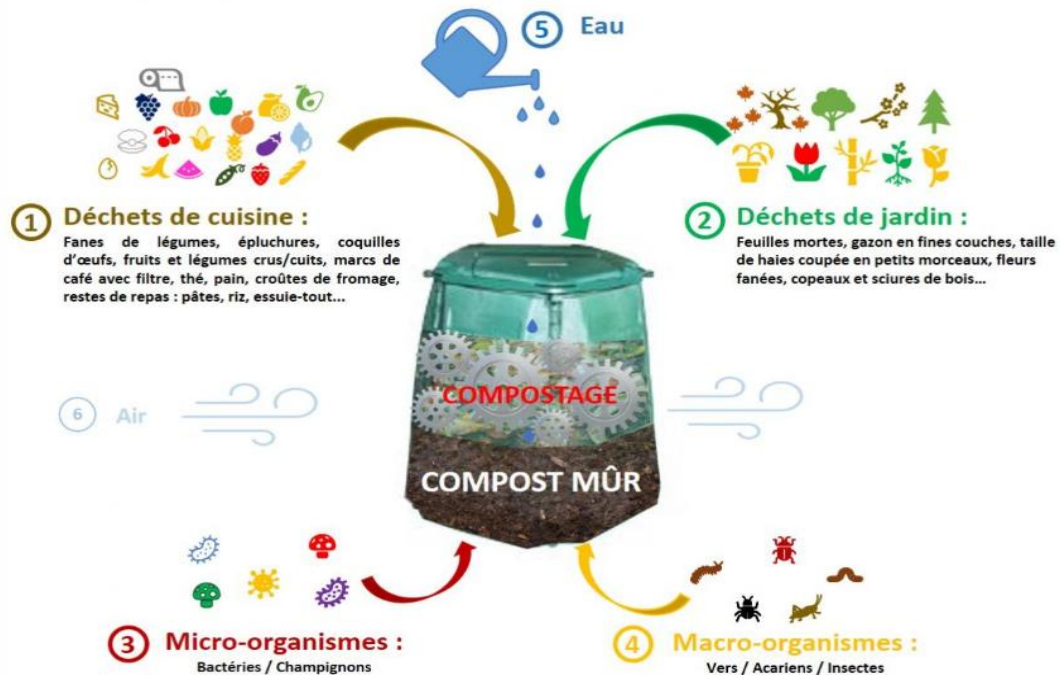 5 Eau
1 Déchets de cuisine :
Fanes de légumes, épluchures, coquilles
d’œufs, fruits et légumes crus/cuits, marcs de
café avec filtre, thé, pain, croûtes de fromage,
restes de repas : pâtes, riz, essuie-tout...
2 Déchets de jardin :
Feuilles mortes, gazon en fines couches, taille
de haies coupée en petits morceaux, fleurs
fanées, copeaux et sciures de bois...
6 Air
COMPOSTAGE
COMPOST MÛR
3 Micro-organismes :
Bactéries / Champignons
4 Macro-organismes :
Vers / Acariens / Insectes